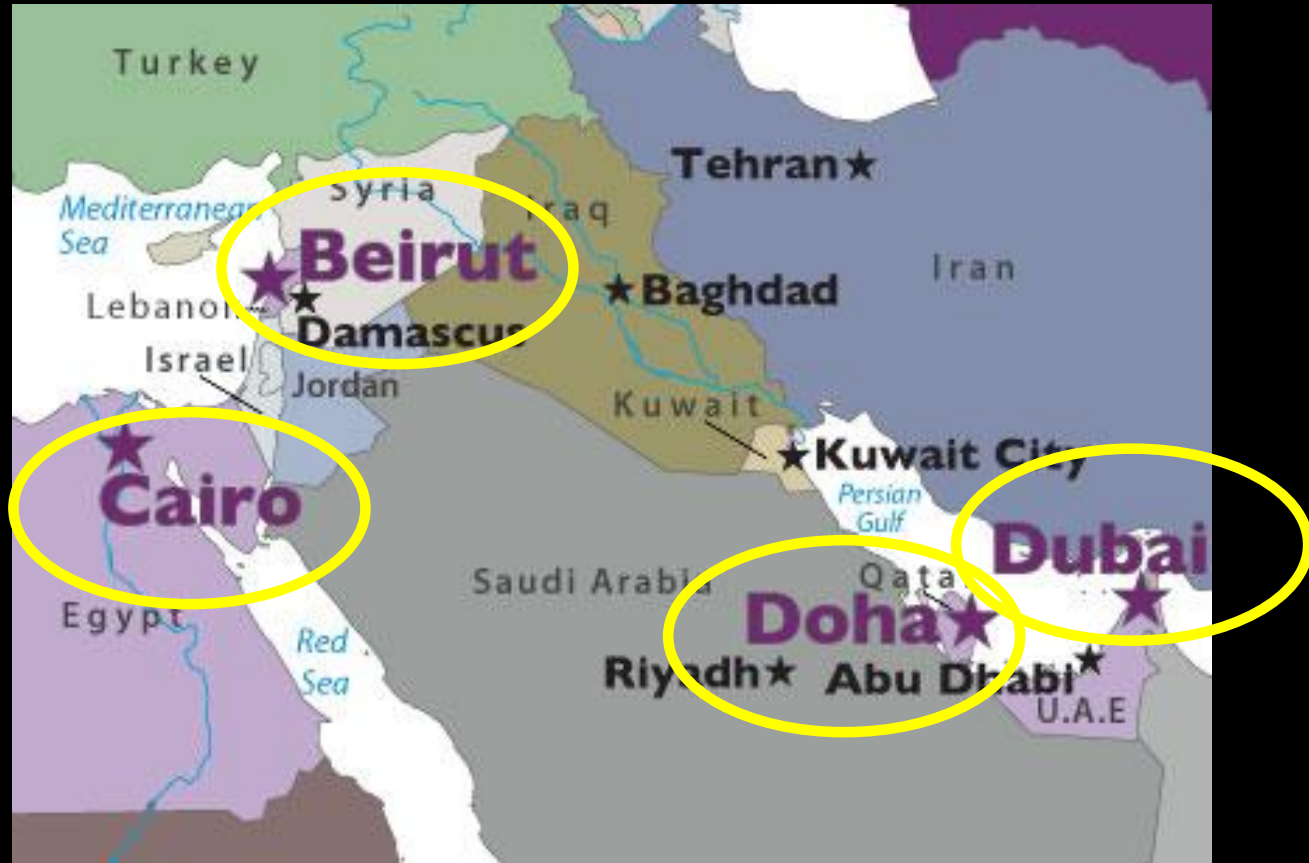 Turkey
Tehran
Syria
Mediterranean
Sea
Iraq
Beirut
Iran
Baghdad
Lebanon
Damascus
Israel
Jordan
Kuwait
Kuwait City
Cairo
Persian
Gulf
Dubai
Saudi Arabia
Qatar
Egypt
Doha
Red
Sea
Riyadh
Abu Dhabi
U.A.E